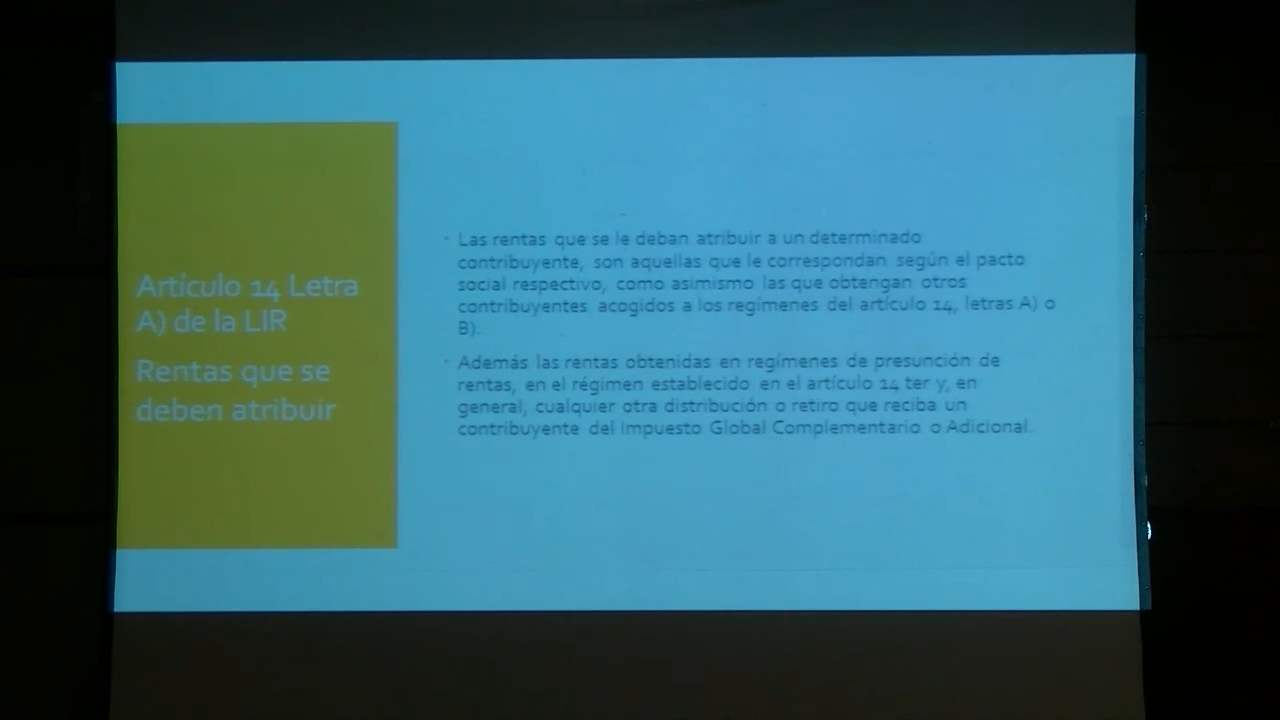 Artículo 14 Letra
A) de la LIR
Rentas que se
deben atribuir
Las rentas que se le deban atribuir a un determinado
contribuyente, son aquellas que le correspondan según el pacto
social respectivo, como asimismo las que obtengan otros
contribuyentes acogidos a los regímenes del artículo 14, letras A) o
B).
Además las rentas obtenidas en regímenes de presunción de
rentas, en el régimen establecido en el artículo 14 ter y, en
general, cualquier otra distribución o retiro que reciba un
contribuyente del Impuesto Global Complementario o Adicional.